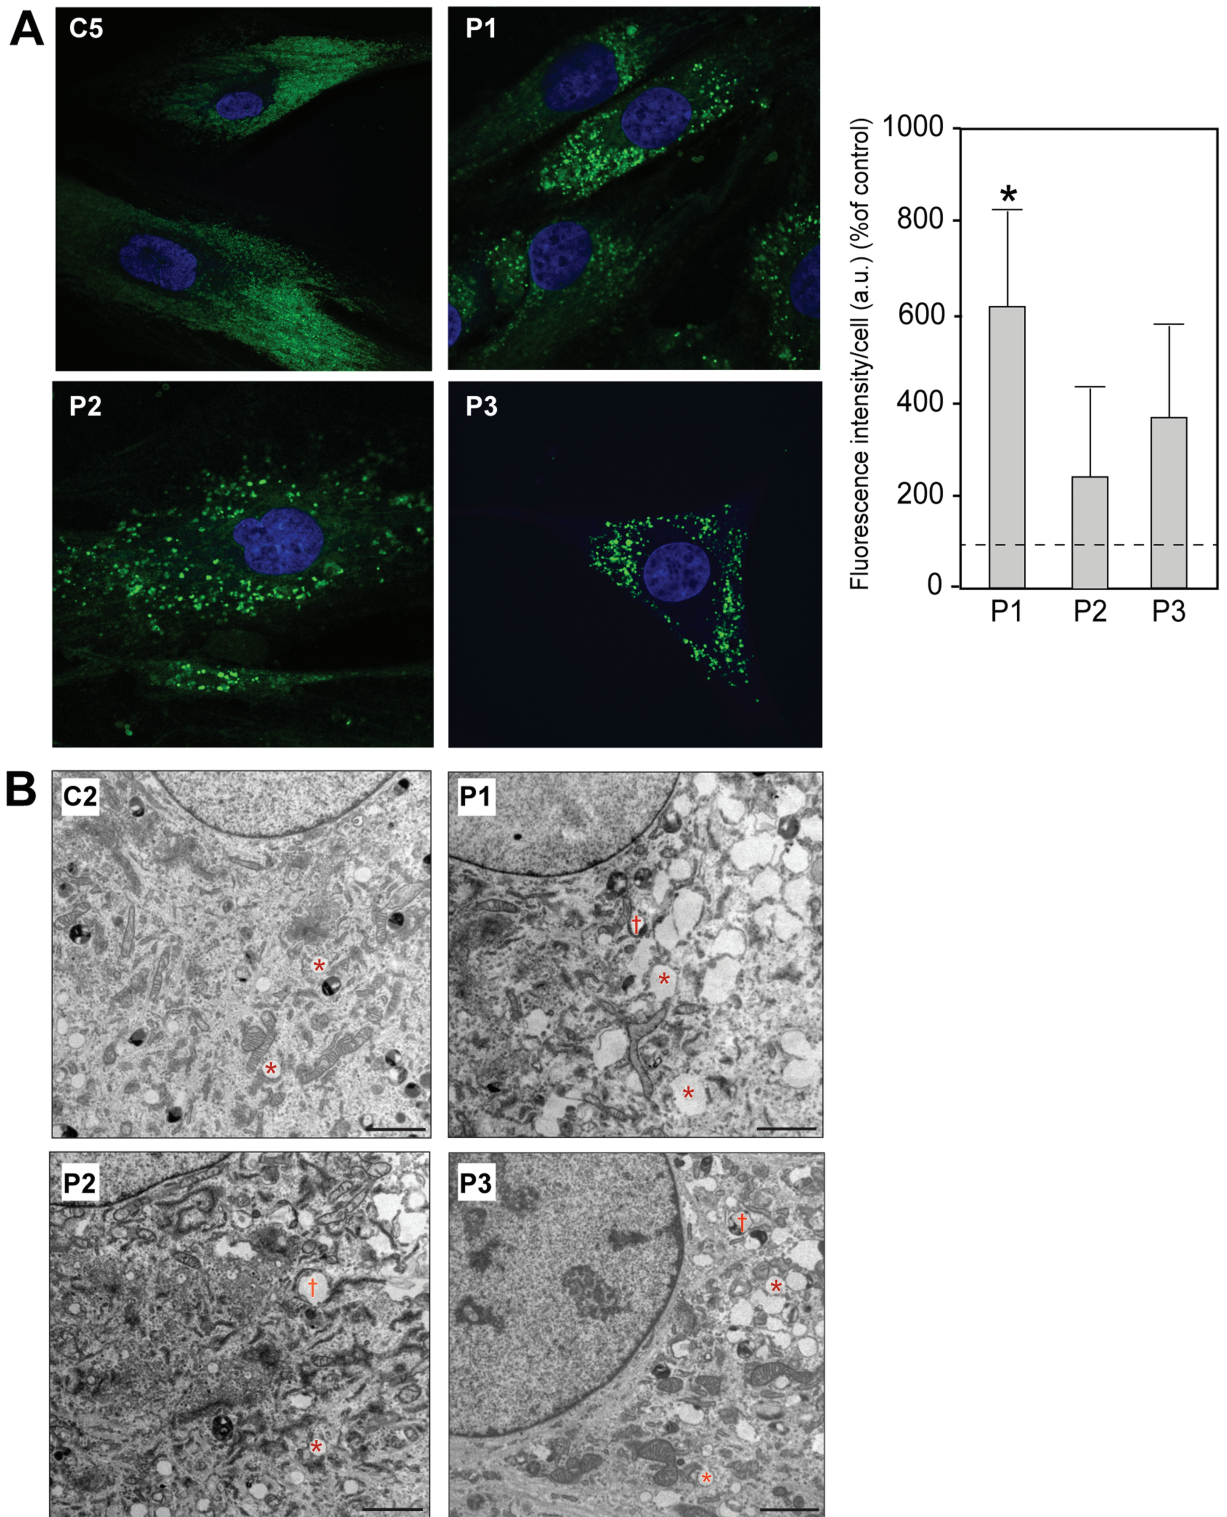 A
C5
P1
P2
P3
Fluorescence intensity/cell (a.u.) (%of control)
1000
800
600
400
200
0
*
P1
P2
P3
B
C2
*
*
P1
†
*
*
P2
†
*
P3
†
*
*